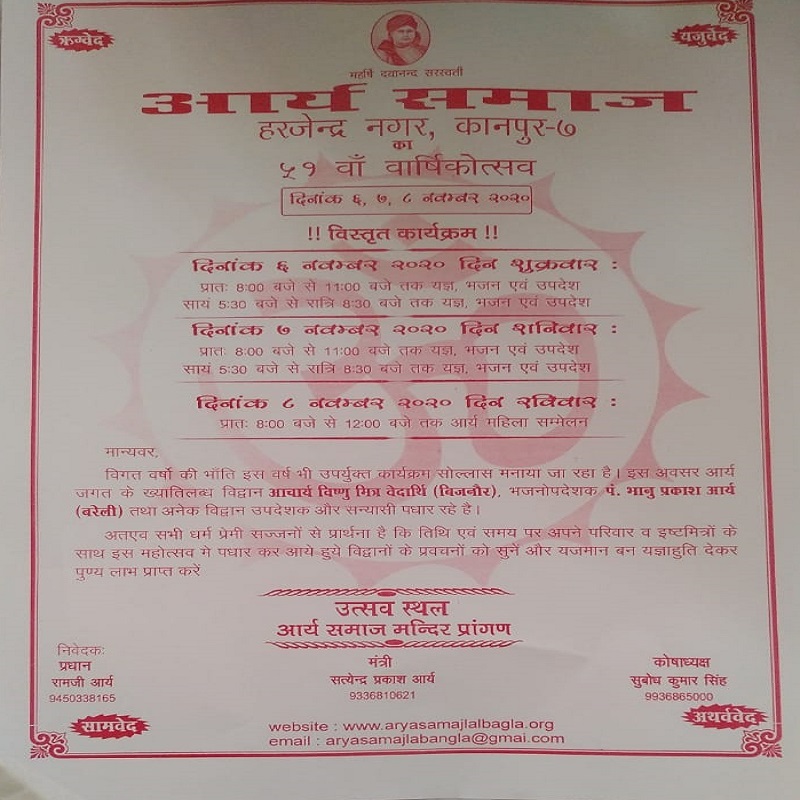 ऋग्वेद
यजुर्वेद
महर्षि दयानन्द सरस्वती
आर्य समाज
हरजेन्द्र नगर, कानपुर-७
का
५१ वाँ वार्षिकोत्सव
दिनांक ६, ७, ८ नवम्बर २०२०
!! विस्तृत कार्यक्रम !!
दिनांक ६ नवम्बर २०२० दिन शुक्रवार :
प्रातः 8:00 बजे से 11:00 बजे तक यज्ञ, भजन एवं उपदेश
सायं 5:30 बजे से रात्रि 8:30 बजे तक यज्ञ, भजन एवं उपदेश
दिनांक ७ नवम्बर २०२० दिन शनिवार :
प्रातः 8:00 बजे से 11:00 बजे तक यज्ञ, भजन एवं उपदेश
सायं 5:30 बजे से रात्रि 8:30 बजे तक यज्ञ, भजन एवं उपदेश
दिनांक ८ नवम्बर २०२० दिन रविवार :
प्रातः 8:00 बजे से 12:00 बजे तक आर्य महिला सम्मेलन
मान्यवर,
विगत वर्षो की भाँति इस वर्ष भी उपर्युक्त कार्यक्रम सोल्लास मनाया जा रहा है। इस अवसर आर्य
जगत के ख्यातिलब्ध विद्वान आचार्य विष्णु मित्र वेदार्थि (बिजनौर), भजनोपदेशक पं. भानु प्रकाश आर्य
(बरेली) तथा अनेक विद्वान उपदेशक और सन्यासी पधार रहे है।
अतएव सभी धर्म प्रेमी सज्जनों से प्रार्थना है कि तिथि एवं समय पर अपने परिवार व इष्टमित्रों के
साथ इस महोत्सव मे पधार कर आये हुये विद्वानों के प्रवचनों को सुनें और यजमान बन यज्ञाहुति देकर
पुण्य लाभ प्राप्त करें
उत्सव स्थल
आर्य समाज मन्दिर प्रांगण
निवेदकः
प्रधान
रामजी आर्य
9450338165
मंत्री
सत्येन्द्र प्रकाश आर्य
9336810621
कोषाध्यक्ष
सुबोध कुमार सिंह
9936865000
सामवेद
अथर्ववेद
website : www.aryasamajlalbagla.org
email : aryasamajlabangla@gmai.com